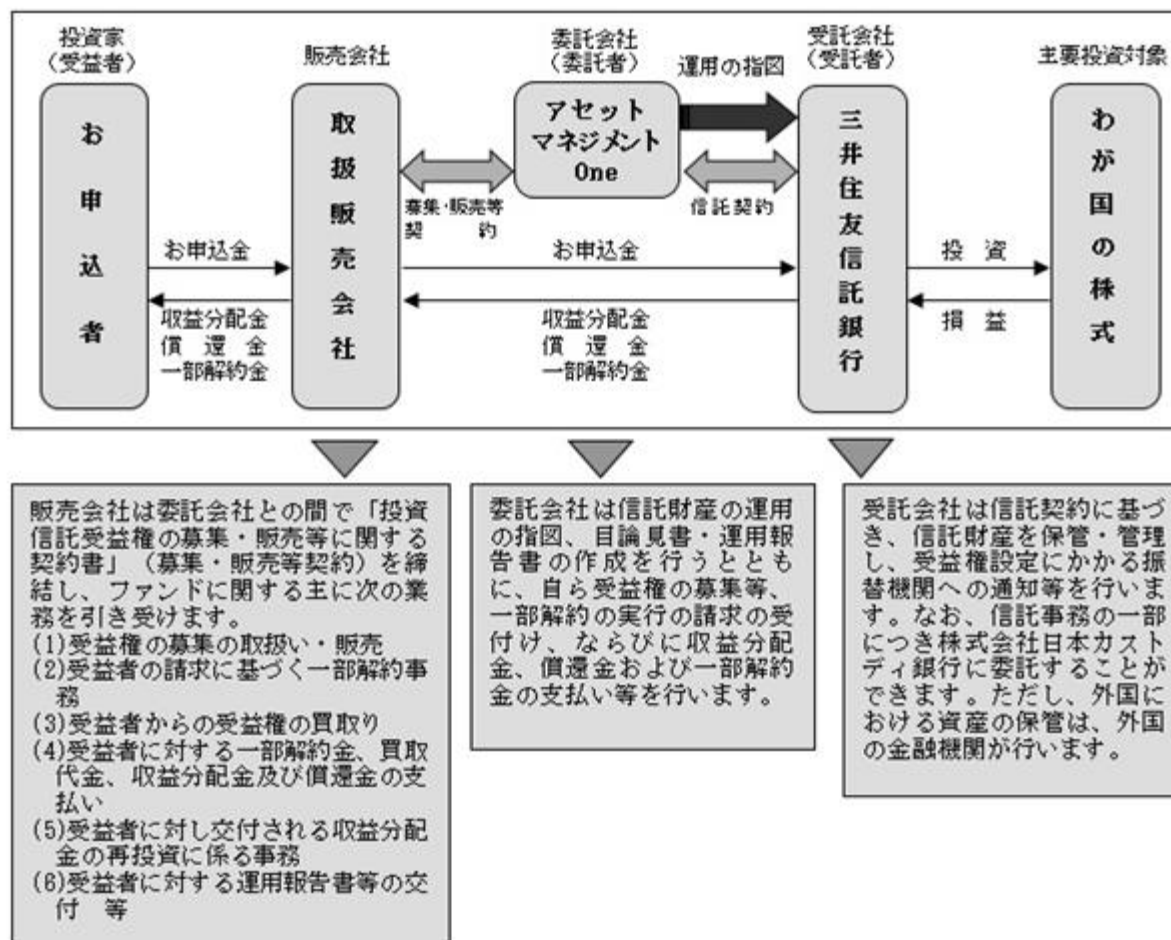 投資家
（受益者）
販売会社
委託会社
（委託者）
運用の指図
受託会社
（受託者）
主要投資対象
お申込者
取扱販売会社
アセット
マネジメント
One
三井住友信託銀行
わが国の株式
募集・販売等
契　　約
信託契約
お申込金
お申込金
投　資
収益分配金
償　還　金
一部解約金
収益分配金
償　還　金
一部解約金
損　益
販売会社は委託会社との間で「投資
信託受益権の募集・販売等に関する
契約書」（募集・販売等契約）を締
結し、ファンドに関する主に次の業
務を引き受けます。
(1)受益権の募集の取扱い・販売
(2)受益者の請求に基づく一部解約事
務
(3)受益者からの受益権の買取り
(4)受益者に対する一部解約金、買取
代金、収益分配金及び償還金の支
払い
(5)受益者に対し交付される収益分配
金の再投資に係る事務
(6)受益者に対する運用報告書等の交
付　等
委託会社は信託財産の運用
の指図、目論見書・運用報
告書の作成を行うととも
に、自ら受益権の募集等、
一部解約の実行の請求の受
付け、ならびに収益分配
金、償還金および一部解約
金の支払い等を行います。
受託会社は信託契約に基づ
き、信託財産を保管・管理
し、受益権設定にかかる振
替機関への通知等を行いま
す。なお、信託事務の一部
につき株式会社日本カスト
ディ銀行に委託することが
できます。ただし、外国に
おける資産の保管は、外国
の金融機関が行います。